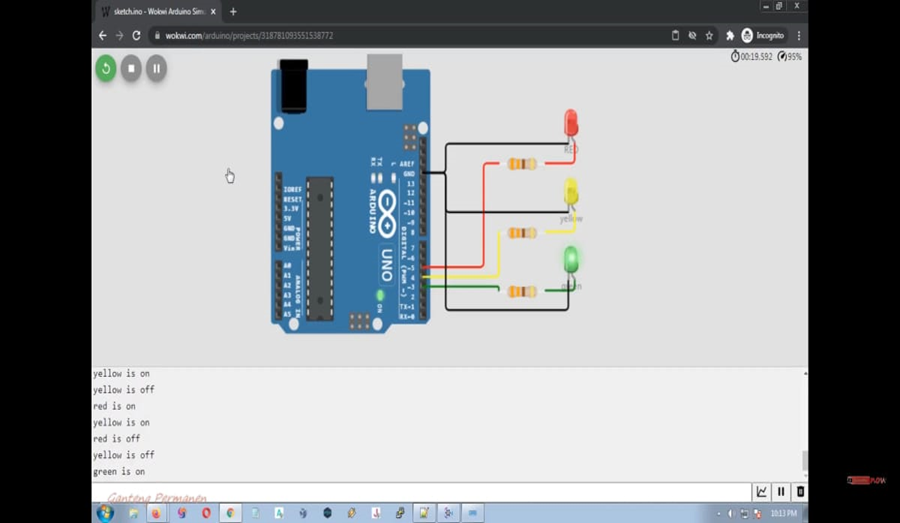 sketch.ino - Wokwi Arduino Simu
wokwi.com/arduino/projects/318781093551538772
Incognito
00:19.592
95%
AREF
GND
13
12
~11
~10
~9
8
7
~6
~5
4
~3
2
TX→1
RX←0
DIGITAL (PWM ~)
L
TX
RX
ARDUINO
UNO
ON
IOREF
RESET
3.3V
5V
GND
GND
Vin
POWER
A0
A1
A2
A3
A4
A5
ANALOG IN
RED
yellow
green
yellow is on
yellow is off
red is on
yellow is on
red is off
yellow is off
green is on
Ganteng Permanen
10:13 PM